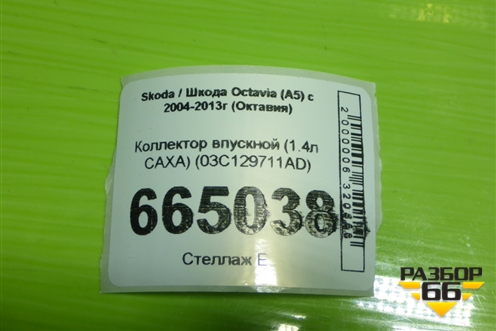 Skoda / Шкода Octavia (A5) с
2004-2013г (Октавия)
Коллектор впускной (1.4л
CAXA) (03C129711AD)
665038
Стеллаж Е
РАЗБОР
66